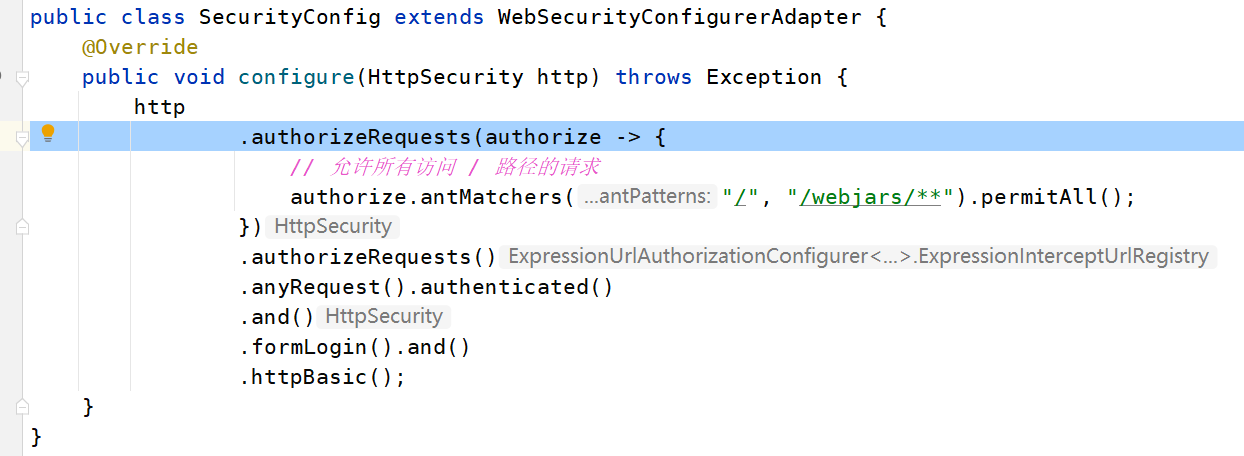 public class SecurityConfig extends WebSecurityConfigurerAdapter {
@Override
public void configure(HttpSecurity http) throws Exception {
http
.authorizeRequests(authorize -> {
// 允许所有访问 / 路径的请求
authorize.antMatchers( ...antPatterns: "/", "/webjars/**").permitAll();
}) HttpSecurity
.authorizeRequests() ExpressionUrlAuthorizationConfigurer<...>.ExpressionInterceptUrlRegistry
.anyRequest().authenticated()
.and() HttpSecurity
.formLogin().and()
.httpBasic();
}
}